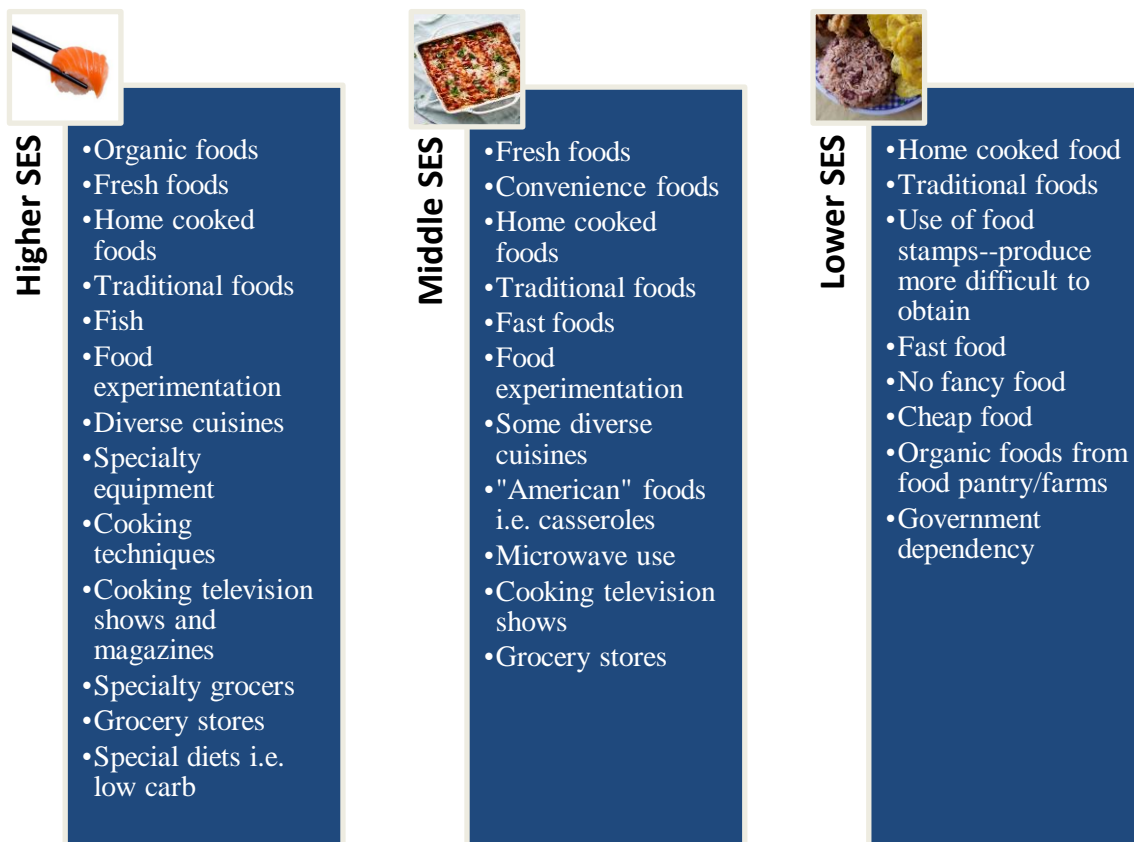 Higher SES
•Organic foods
•Fresh foods
•Home cooked
foods
•Traditional foods
•Fish
•Food
experimentation
•Diverse cuisines
•Specialty
equipment
•Cooking
techniques
•Cooking television
shows and
magazines
•Specialty grocers
•Grocery stores
•Special diets i.e.
low carb
Middle SES
•Fresh foods
•Convenience foods
•Home cooked
foods
•Traditional foods
•Fast foods
•Food
experimentation
•Some diverse
cuisines
•"American" foods
i.e. casseroles
•Microwave use
•Cooking television
shows
•Grocery stores
Lower SES
•Home cooked food
•Traditional foods
•Use of food
stamps--produce
more difficult to
obtain
•Fast food
•No fancy food
•Cheap food
•Organic foods from
food pantry/farms
•Government
dependency